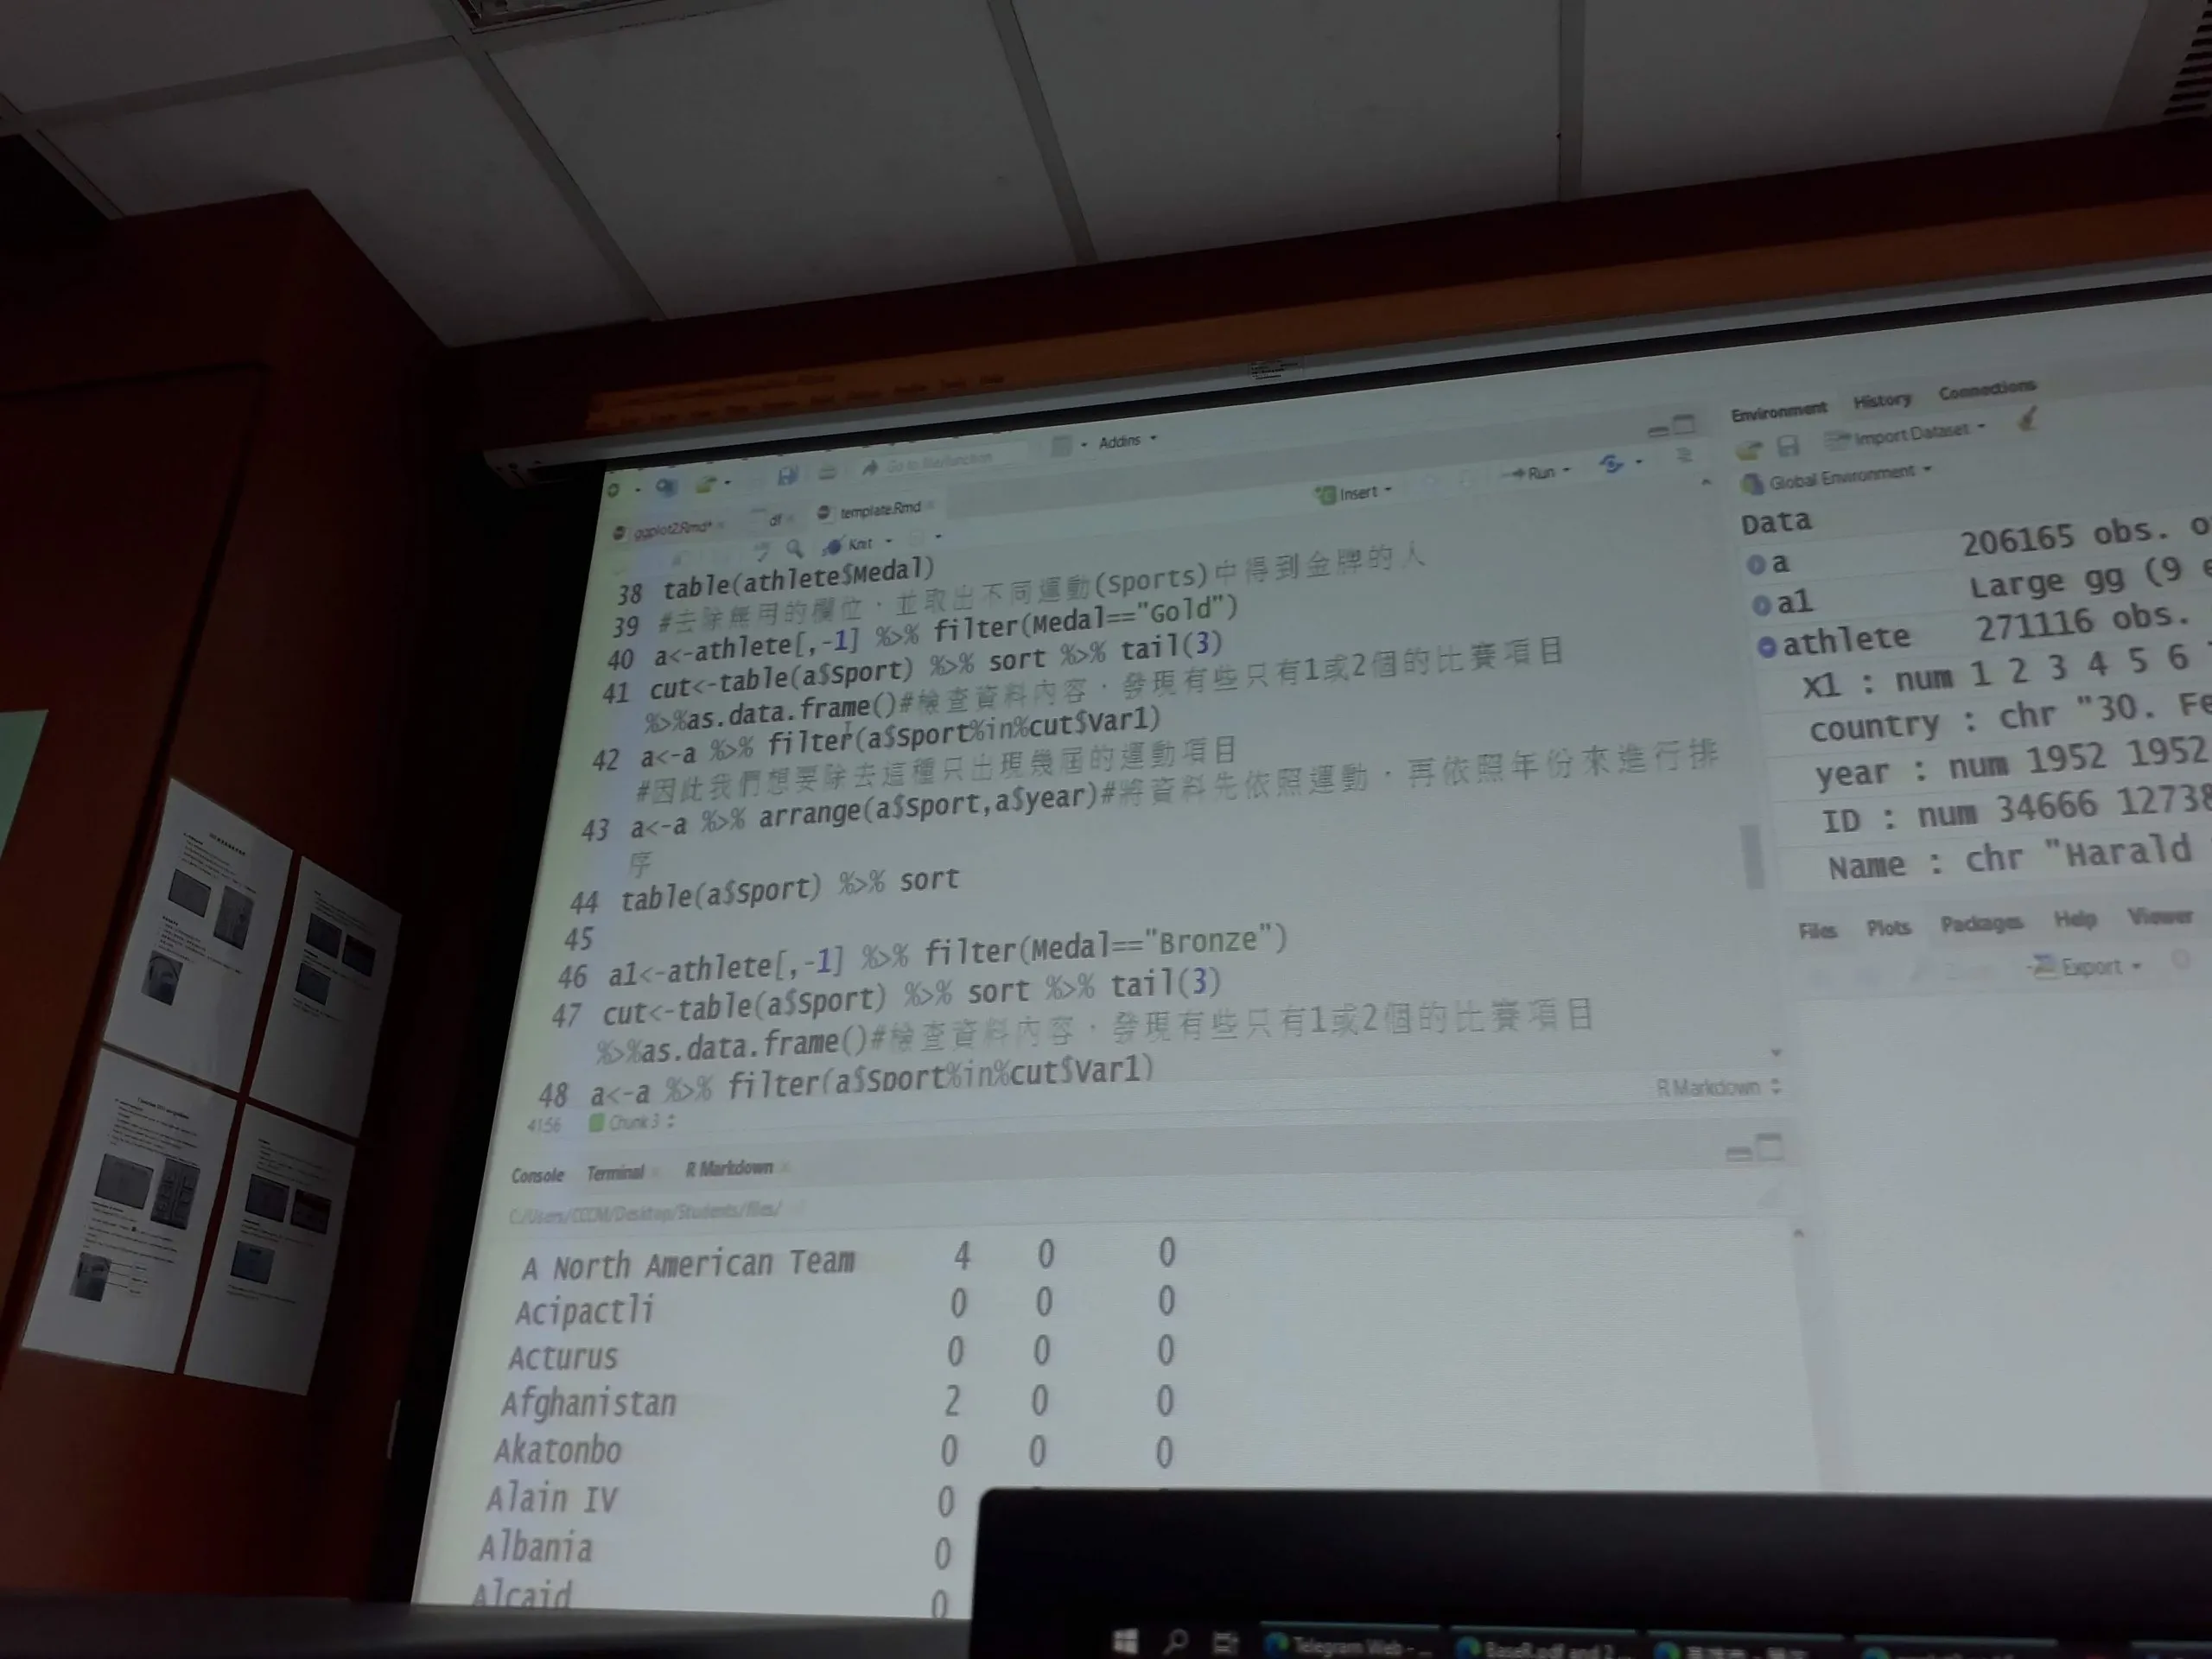 Addins
Insert
Run
ggplot2.Rmd*
df
template.Rmd
Knit
38 table(athlete$Medal)
39 #去除無用的欄位，並取出不同運動(Sports)中得到金牌的人
40 a<-athlete[,-1] %>% filter(Medal=="Gold")
41 cut<-table(a$Sport) %>% sort %>% tail(3)
%>%as.data.frame()#檢查資料內容，發現有些只有1或2個的比賽項目
42 a<-a %>% filter(a$Sport%in%cut$Var1)
#因此我們想要除去這種只出現幾屆的運動項目
43 a<-a %>% arrange(a$Sport,a$year)#將資料先依照運動，再依照年份來進行排
序
44 table(a$Sport) %>% sort
45
46 a1<-athlete[,-1] %>% filter(Medal=="Bronze")
47 cut<-table(a$Sport) %>% sort %>% tail(3)
%>%as.data.frame()#檢查資料內容，發現有些只有1或2個的比賽項目
48 a<-a %>% filter(a$Sport%in%cut$Var1)
41:56 Chunk 3
R Markdown
Console Terminal R Markdown
C:/Users/CCCM/Desktop/Students/files/
A North American Team 4 0 0
Acipactli 0 0 0
Acturus 0 0 0
Afghanistan 2 0 0
Akatonbo 0 0 0
Alain IV 0
Albania 0
Alcaid 0
Environment History Connections
Import Dataset
Global Environment
Data
a 206165 obs. o
a1 Large gg (9 e
athlete 271116 obs.
X1 : num 1 2 3 4 5 6
country : chr "30. Fe
year : num 1952 1952
ID : num 34666 12738
Name : chr "Harald
Files Plots Packages Help Viewer
Export
Telegram Web - ...
BaseR.pdf and 2